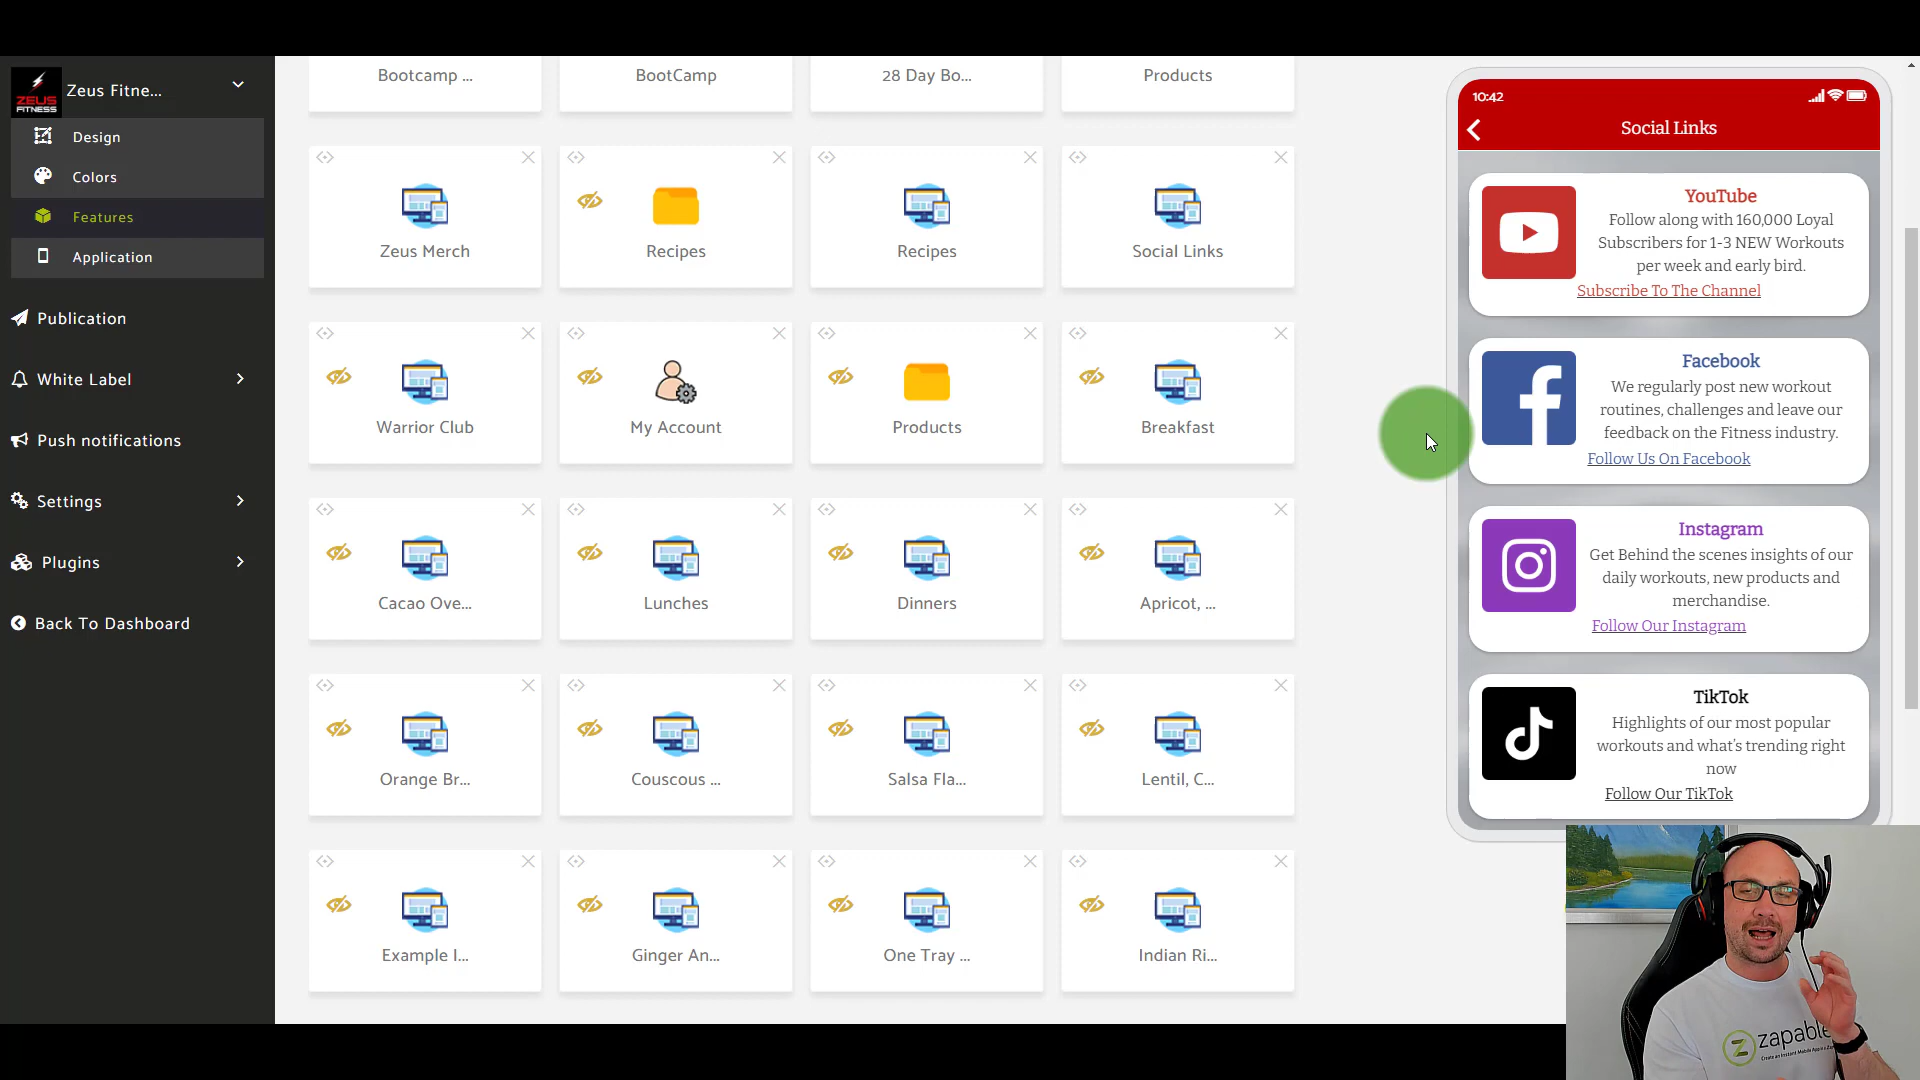 ZEUS
FITNESS
Zeus Fitne...
Design
Colors
Features
Application
Publication
White Label
Push notifications
Settings
Plugins
Back To Dashboard
Bootcamp ...
BootCamp
28 Day Bo...
Products
Zeus Merch
Recipes
Recipes
Social Links
Warrior Club
My Account
Products
Breakfast
Cacao Ove...
Lunches
Dinners
Apricot, ...
Orange Br...
Couscous ...
Salsa Fla...
Lentil, C...
Example I...
Ginger An...
One Tray ...
Indian Ri...
10:42
Social Links
YouTube
Follow along with 160,000 Loyal
Subscribers for 1-3 NEW Workouts
per week and early bird.
Subscribe To The Channel
Facebook
We regularly post new workout
routines, challenges and leave our
feedback on the Fitness industry.
Follow Us On Facebook
Instagram
Get Behind the scenes insights of our
daily workouts, new products and
merchandise.
Follow Our Instagram
TikTok
Highlights of our most popular
workouts and what's trending right
now
Follow Our TikTok
zapable